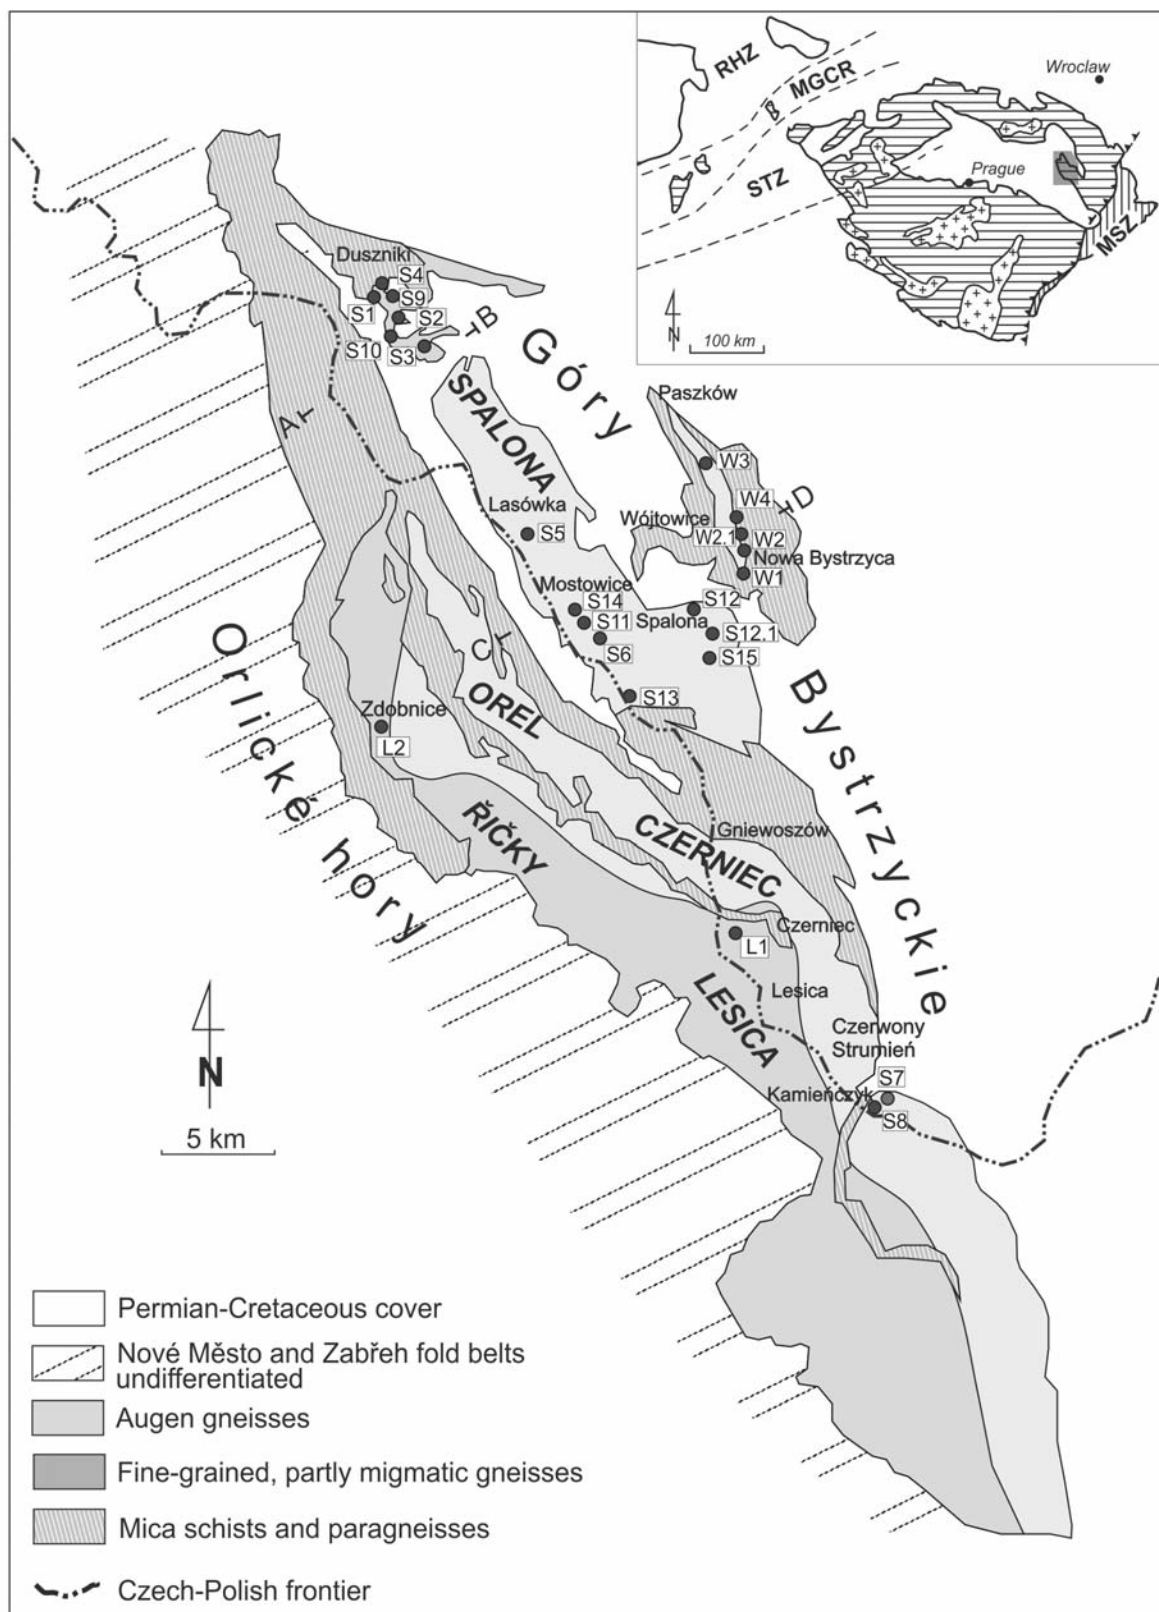 RHZ
MGCR
STZ
MSZ
Wroclaw
Prague
N
100 km
Duszniki
S4
S9
S1
S2
S10
S3
B
Góry
Bystrzyckie
SPALONA
Paszków
A
W3
W4
D
Lasówka
S5
Wójtowice
W2.1
W2
Nowa Bystrzyca
W1
Mostowice
S14
S11
S6
S12
Spalona
S12.1
S15
S13
C
Orlické hory
Zdobnice
L2
OREL
CZERNIEC
Gniewoszów
ŘIČKY
LESICA
Czerniec
L1
Lesica
Czerwony
Strumień
S7
Kamieńczyk
S8
N
5 km
Permian-Cretaceous cover
Nové Město and Zabřeh fold belts
undifferentiated
Augen gneisses
Fine-grained, partly migmatic gneisses
Mica schists and paragneisses
Czech-Polish frontier